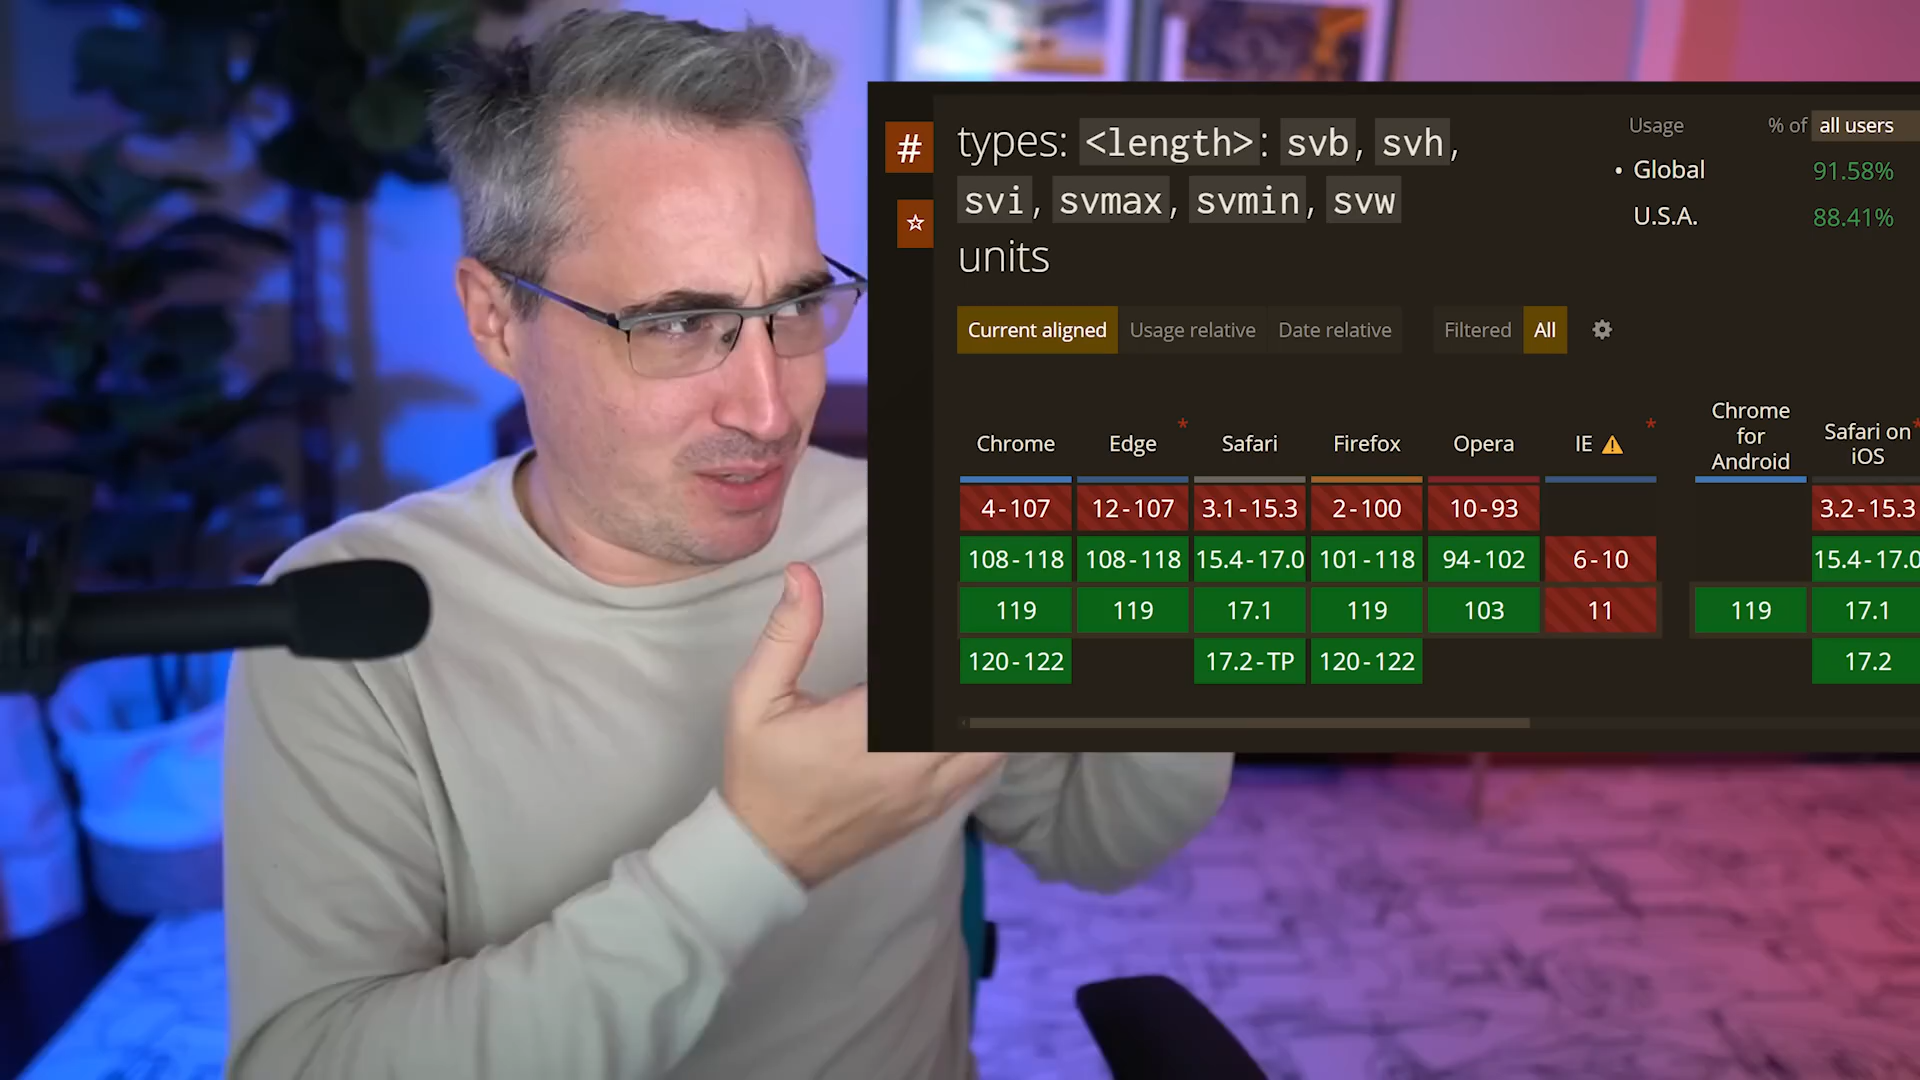 #
types: <length>: svb, svh,
svi, svmax, svmin, svw
units
Usage % of all users
• Global 91.58%
U.S.A. 88.41%
Current aligned Usage relative Date relative Filtered All
Chrome Edge * Safari Firefox Opera IE * Chrome for Android Safari on iOS *
4-107 12-107 3.1-15.3 2-100 10-93 3.2-15.3
108-118 108-118 15.4-17.0 101-118 94-102 6-10 15.4-17.0
119 119 17.1 119 103 11 119 17.1
120-122 17.2-TP 120-122 17.2